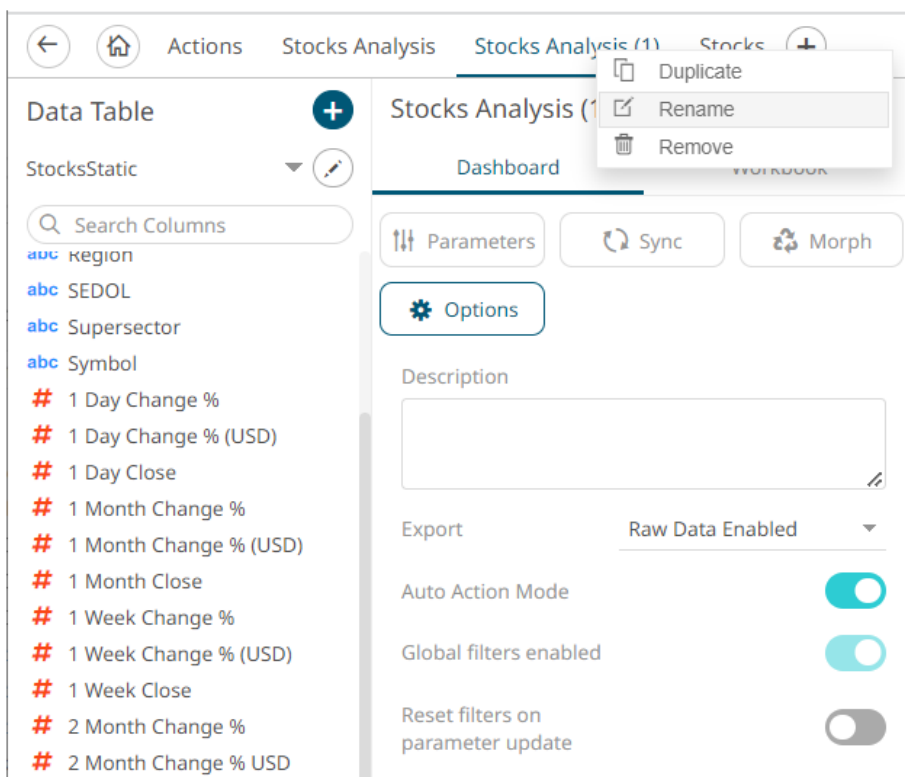 Actions Stocks Analysis Stocks Analysis (1) Stocks
Duplicate
Rename
Remove
Data Table
StocksStatic
Search Columns
abc Region
abc SEDOL
abc Supersector
abc Symbol
# 1 Day Change %
# 1 Day Change % (USD)
# 1 Day Close
# 1 Month Change %
# 1 Month Change % (USD)
# 1 Month Close
# 1 Week Change %
# 1 Week Change % (USD)
# 1 Week Close
# 2 Month Change %
# 2 Month Change % USD
Stocks Analysis (1
Dashboard Workbook
Parameters Sync Morph
Options
Description
Export Raw Data Enabled
Auto Action Mode
Global filters enabled
Reset filters on
parameter update